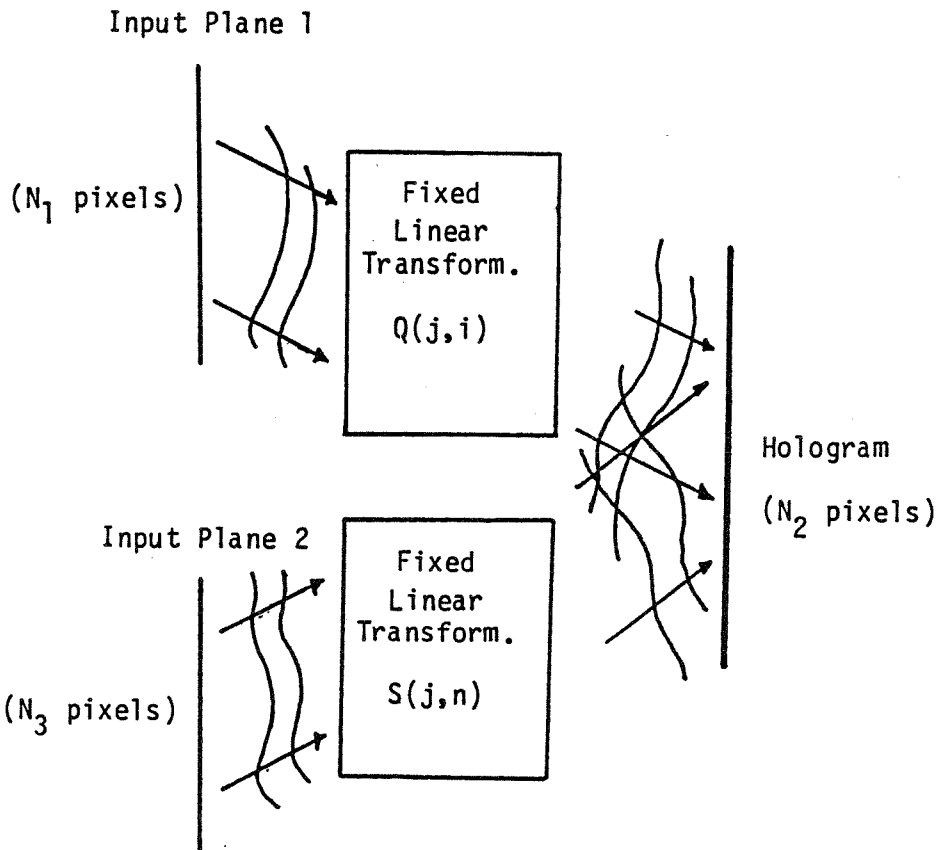 Input Plane 1
(N₁ pixels)
Fixed
Linear
Transform.
Q(j,i)
Hologram
(N₂ pixels)
Input Plane 2
(N₃ pixels)
Fixed
Linear
Transform.
S(j,n)